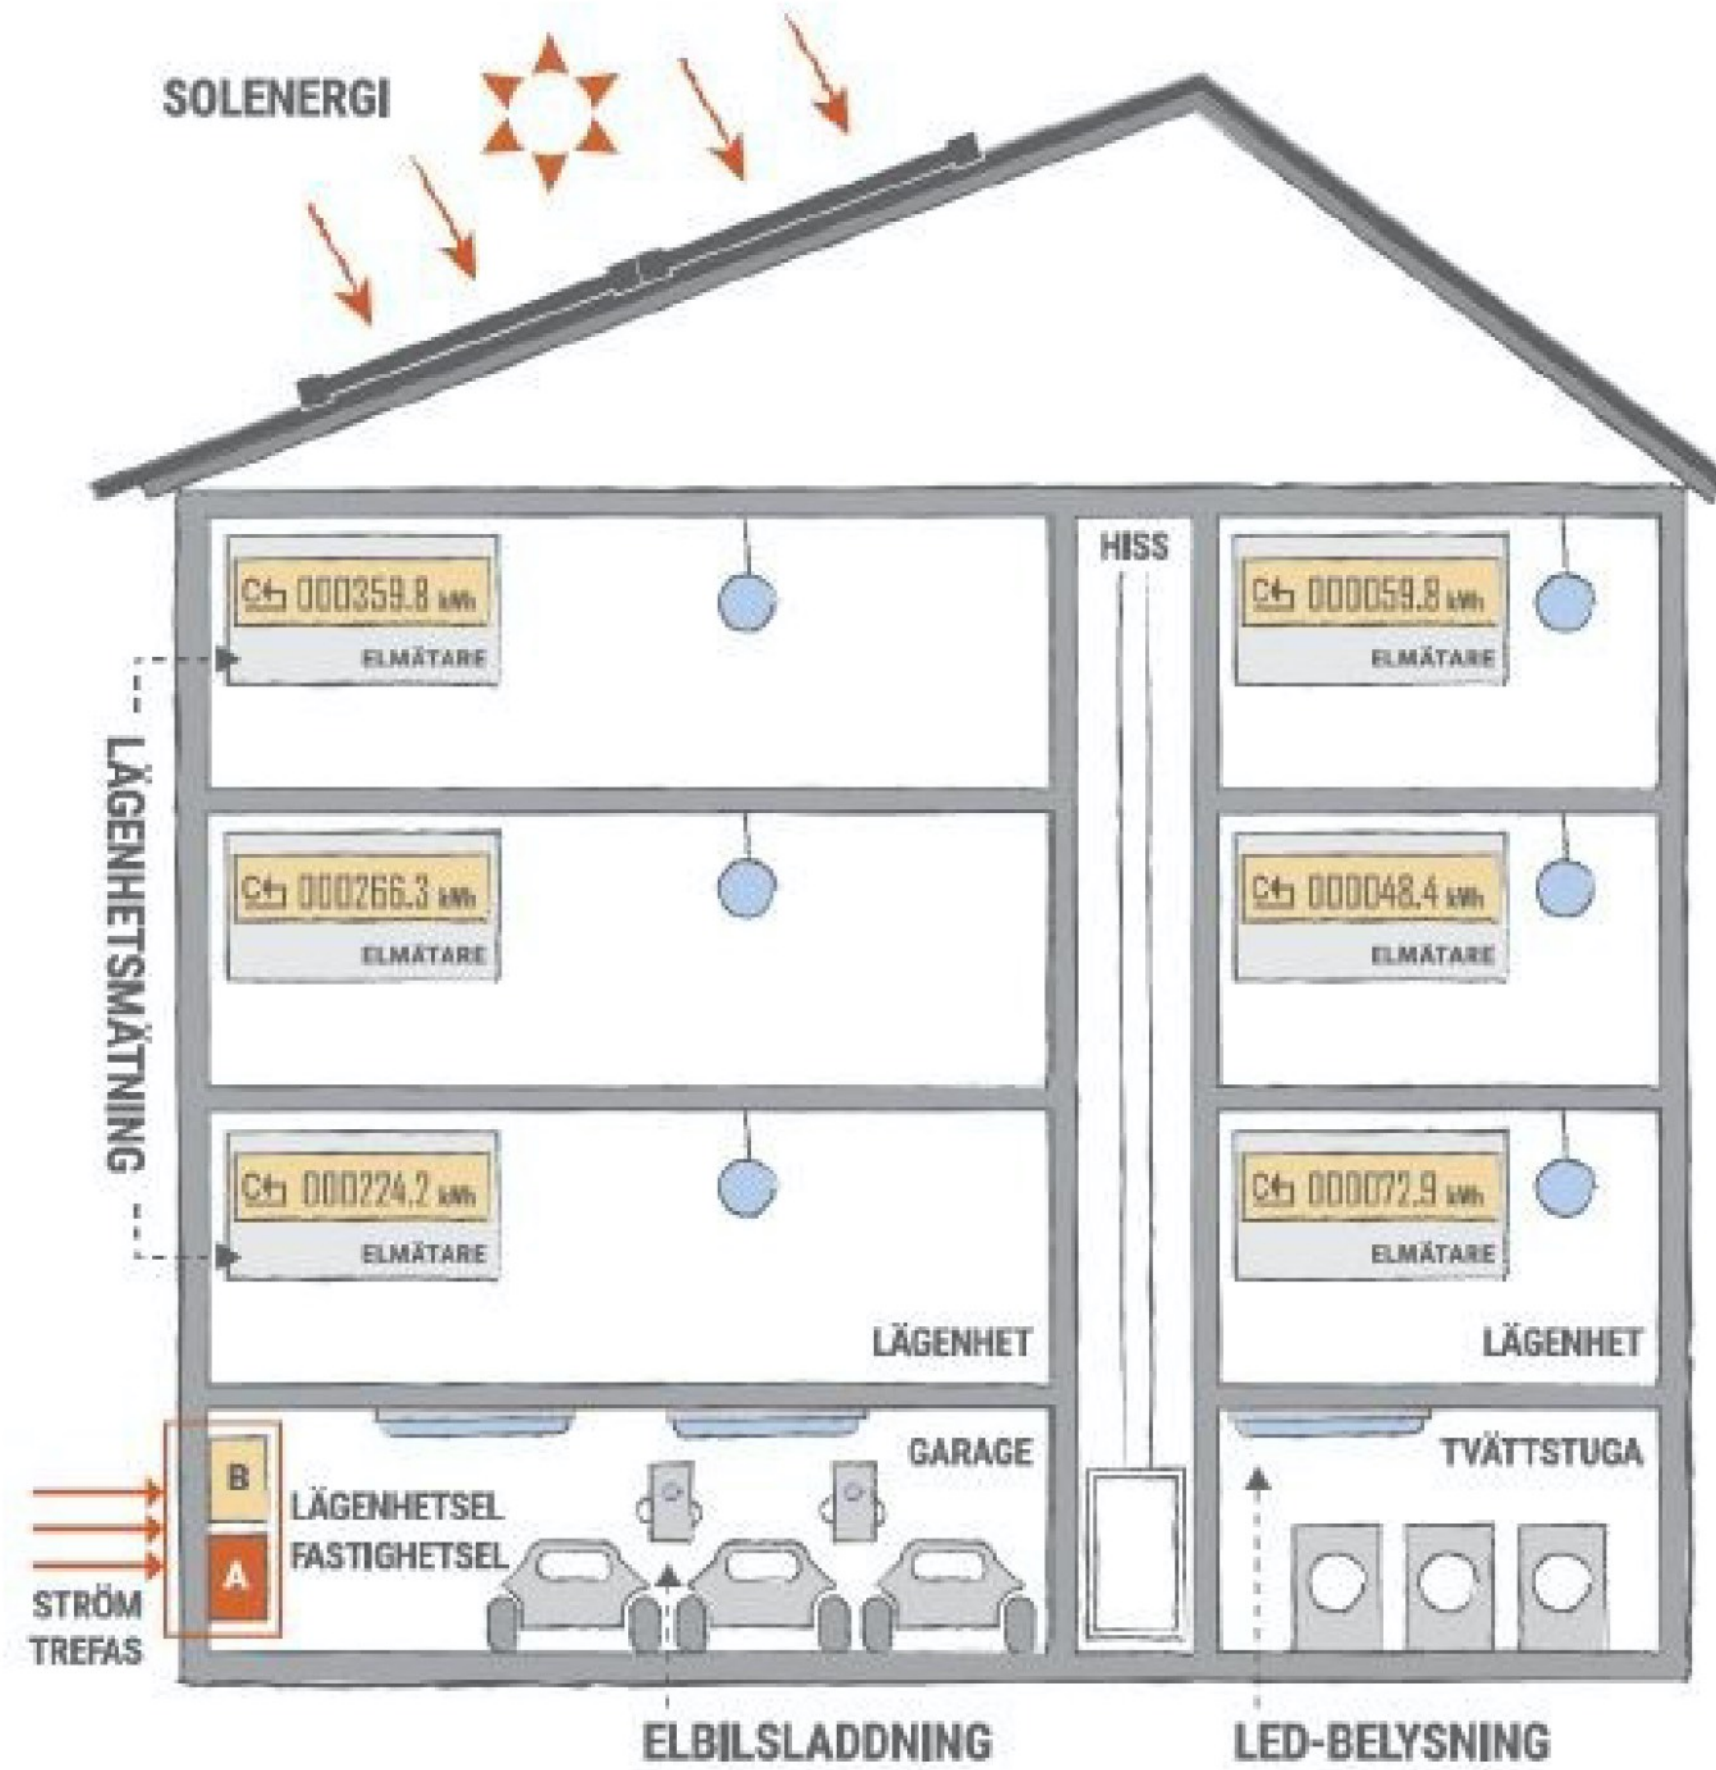 SOLENERGI
HISS
000359.8 kWh
ELMÄTARE
000059.8 kWh
ELMÄTARE
LÄGENHETSMÄTNING
000266.3 kWh
ELMÄTARE
000048.4 kWh
ELMÄTARE
000224.2 kWh
ELMÄTARE
000072.9 kWh
ELMÄTARE
LÄGENHET
LÄGENHET
GARAGE
TVÄTTSTUGA
B
LÄGENHETSEL
A
FASTIGHETSEL
STRÖM
TREFAS
ELBILSLADDNING
LED-BELYSNING